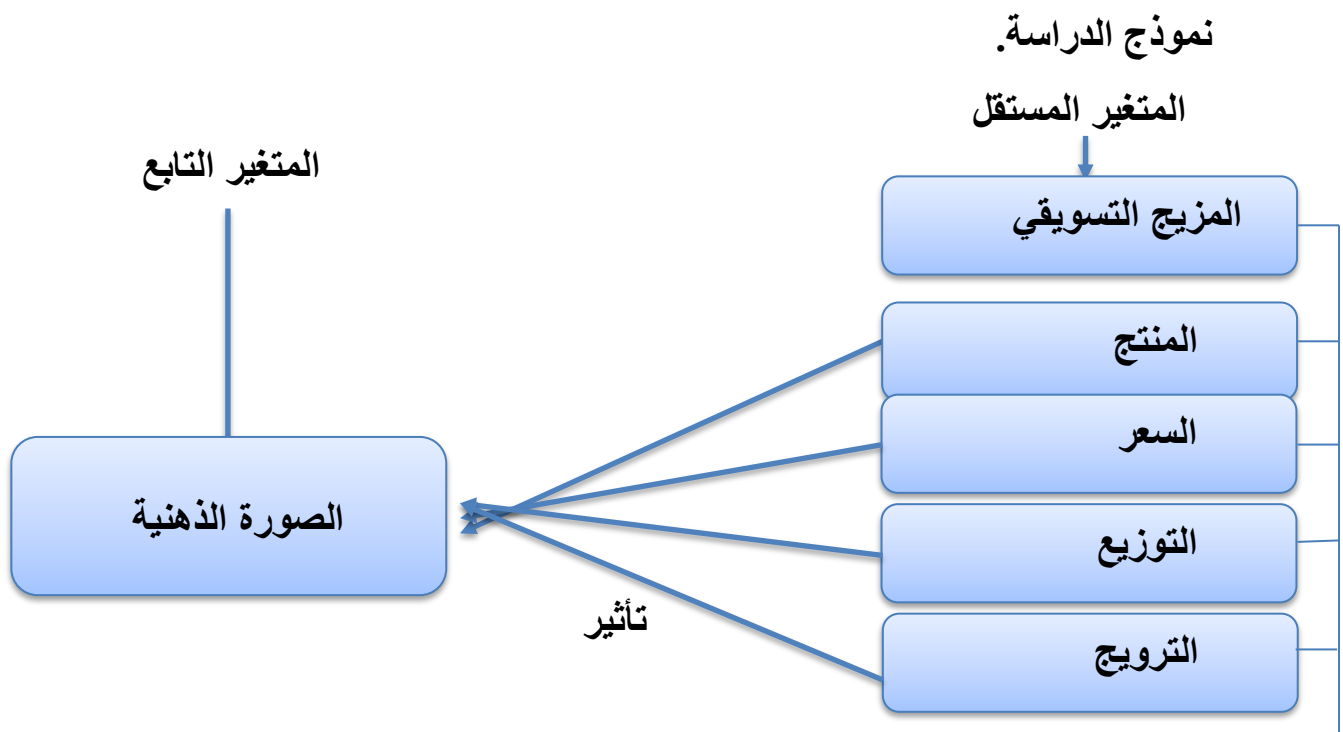 نموذج الدراسة.
المتغير المستقل
المتغير التابع
المزيج التسويقي
المنتج
السعر
الصورة الذهنية
التوزيع
تأثير
الترويج